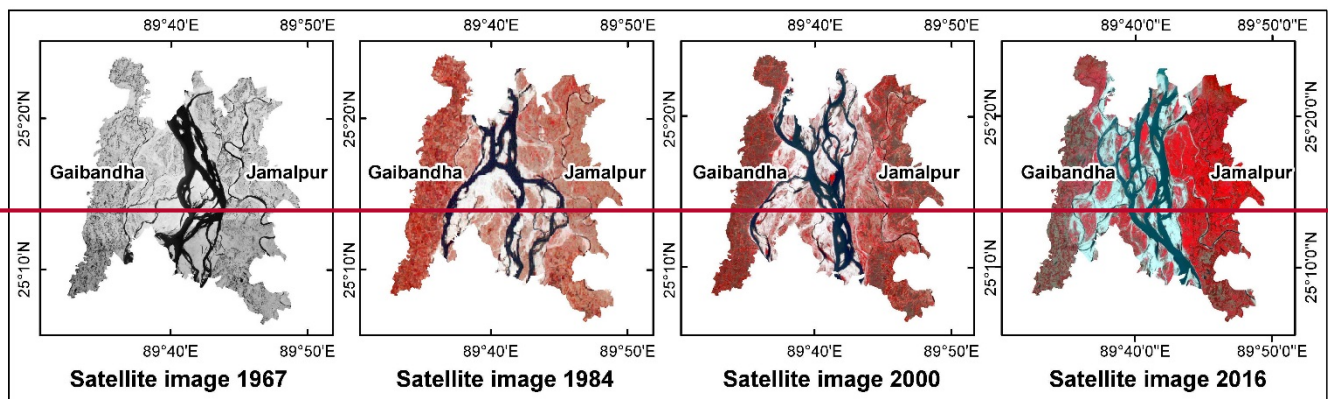 89°40'E 89°50'E 89°40'E 89°50'E 89°40'E 89°50'E 89°40'E 89°50'0"E
25°20'N 25°20'N 25°20'N 25°20'0"N 25°20'0"N
Gaibandha Jamalpur Gaibandha Jamalpur Gaibandha Jamalpur Gaibandha Jamalpur
25°10'N 25°10'N 25°10'N 25°10'N 25°10'0"N
89°40'E 89°50'E 89°40'E 89°50'E 89°40'E 89°50'E 89°40'E 89°50'E
Satellite image 1967 Satellite image 1984 Satellite image 2000 Satellite image 2016